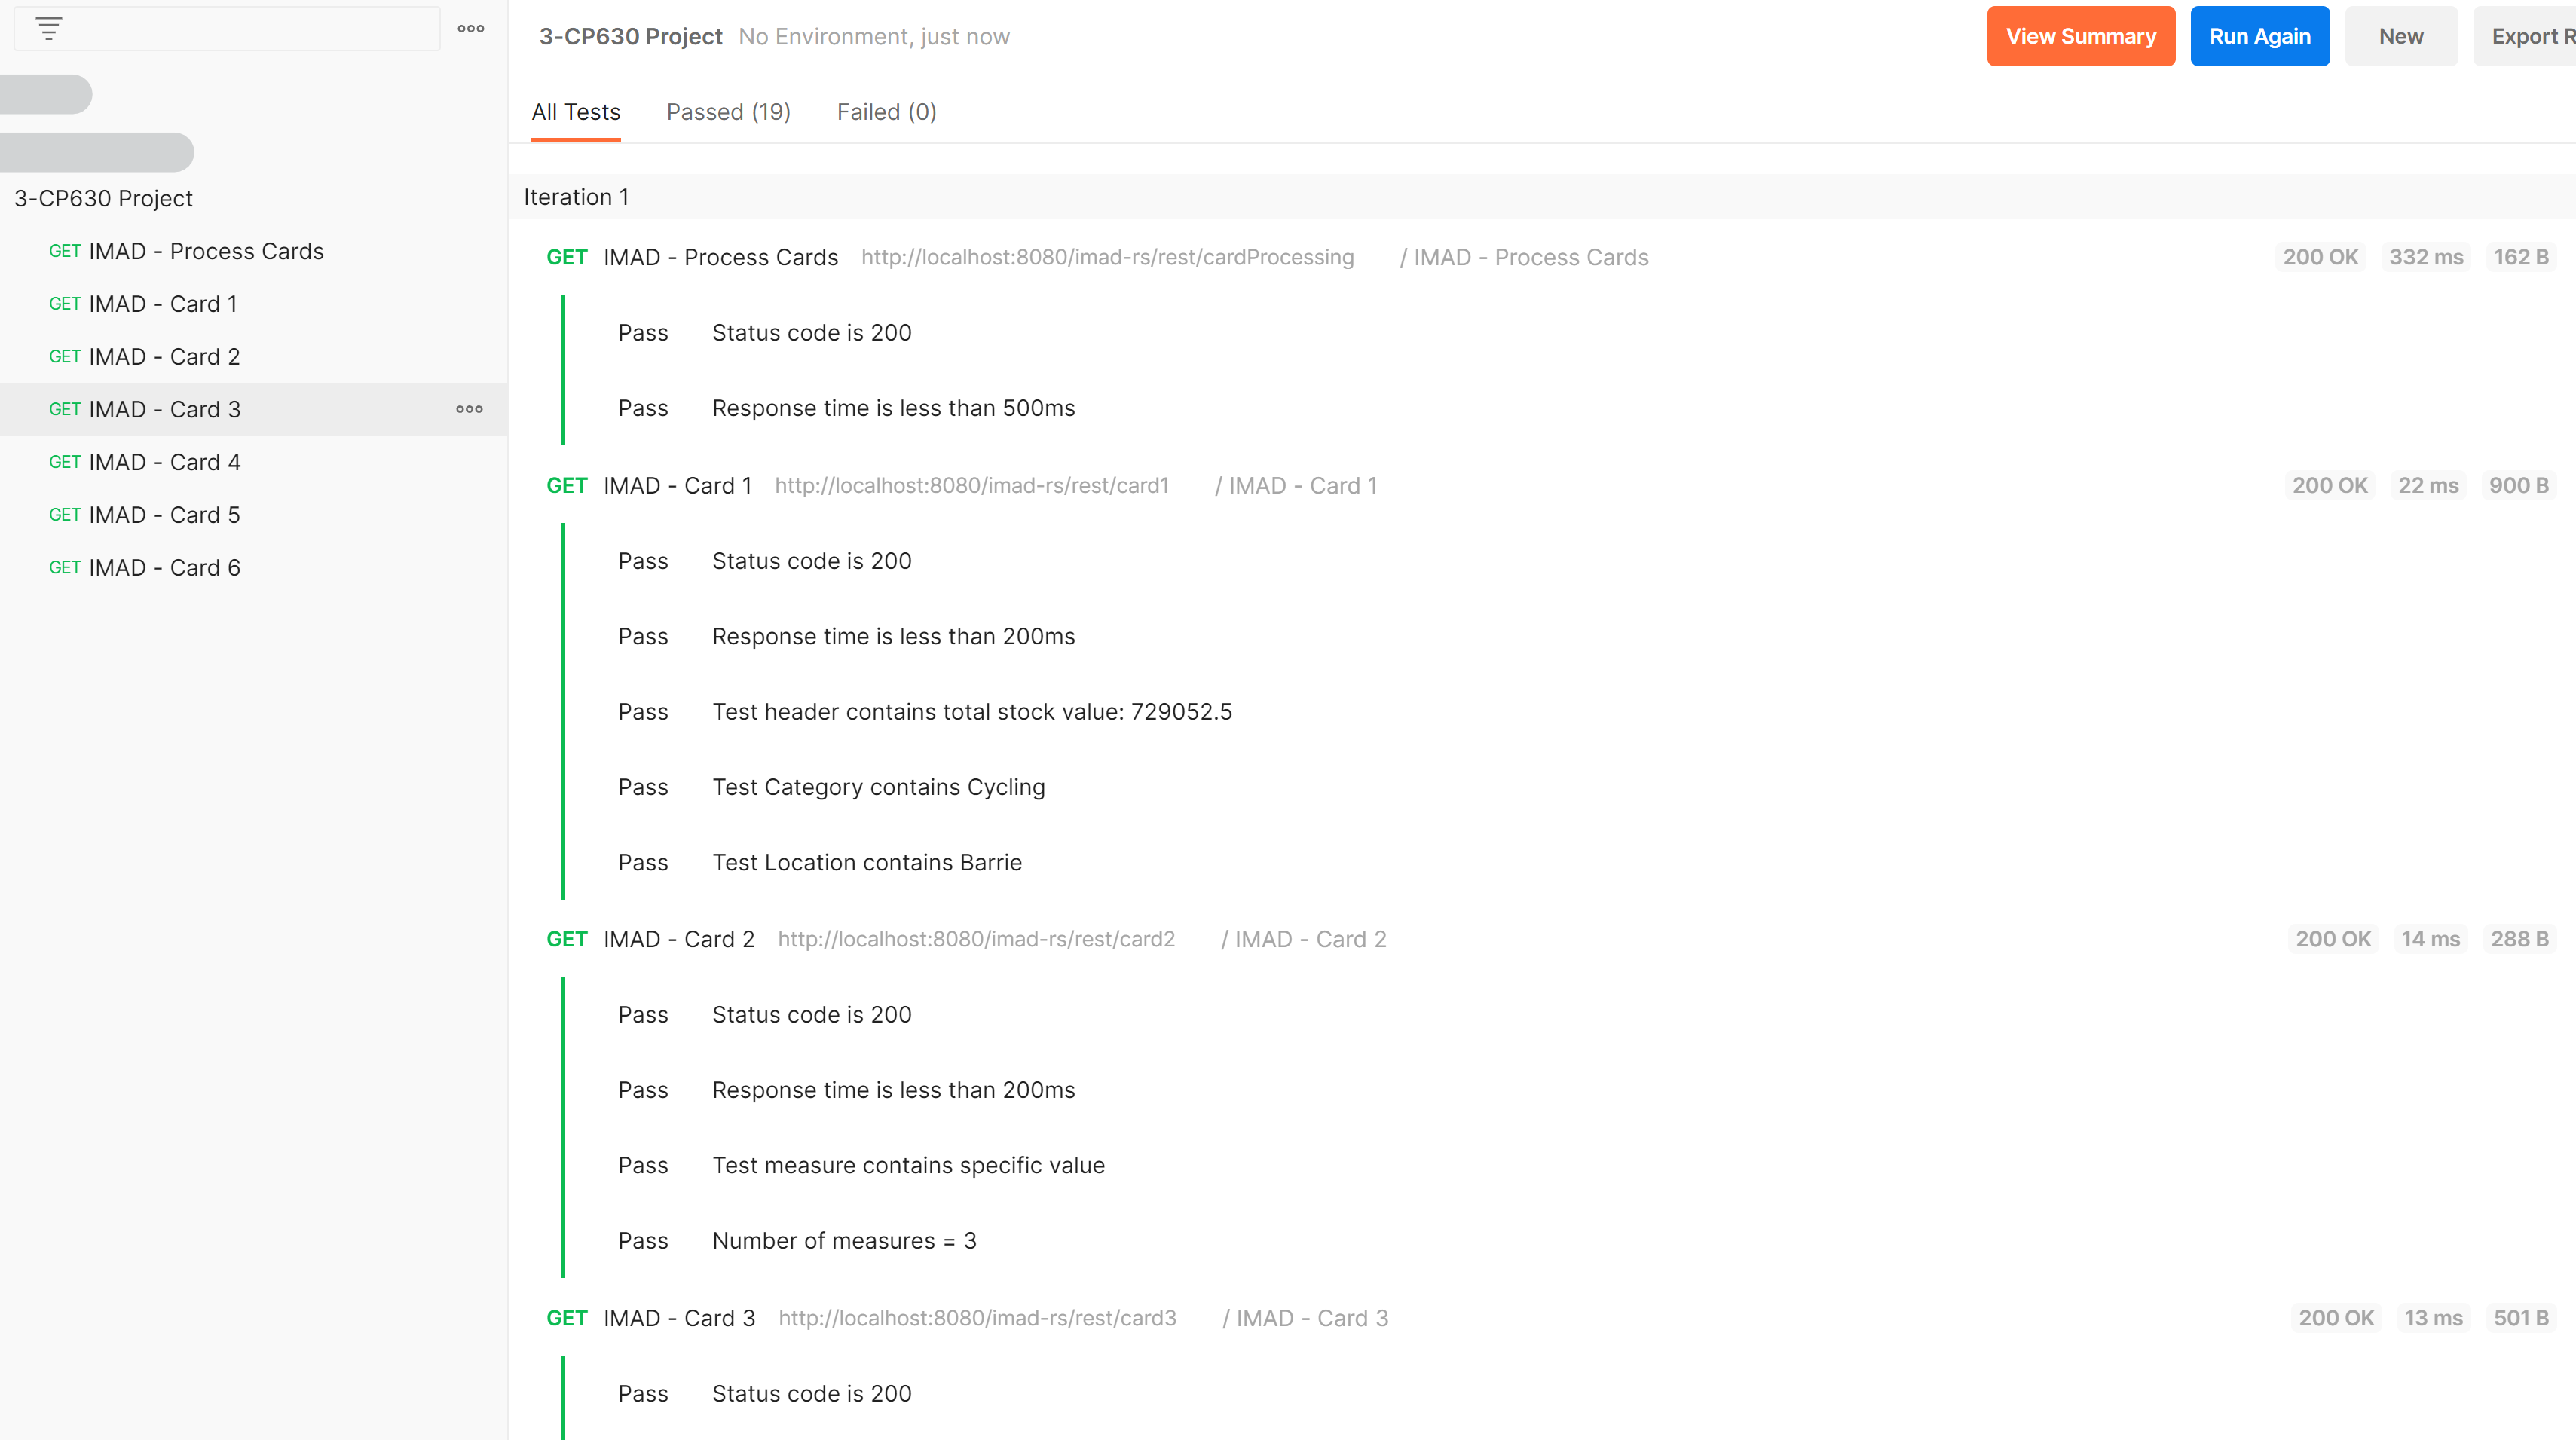 3-CP630 Project
GET IMAD - Process Cards
GET IMAD - Card 1
GET IMAD - Card 2
GET IMAD - Card 3
GET IMAD - Card 4
GET IMAD - Card 5
GET IMAD - Card 6
3-CP630 Project No Environment, just now
View Summary
Run Again
New
Export R
All Tests Passed (19) Failed (0)
Iteration 1
GET IMAD - Process Cards http://localhost:8080/imad-rs/rest/cardProcessing / IMAD - Process Cards 200 OK 332 ms 162 B
Pass Status code is 200
Pass Response time is less than 500ms
GET IMAD - Card 1 http://localhost:8080/imad-rs/rest/card1 / IMAD - Card 1 200 OK 22 ms 900 B
Pass Status code is 200
Pass Response time is less than 200ms
Pass Test header contains total stock value: 729052.5
Pass Test Category contains Cycling
Pass Test Location contains Barrie
GET IMAD - Card 2 http://localhost:8080/imad-rs/rest/card2 / IMAD - Card 2 200 OK 14 ms 288 B
Pass Status code is 200
Pass Response time is less than 200ms
Pass Test measure contains specific value
Pass Number of measures = 3
GET IMAD - Card 3 http://localhost:8080/imad-rs/rest/card3 / IMAD - Card 3 200 OK 13 ms 501 B
Pass Status code is 200